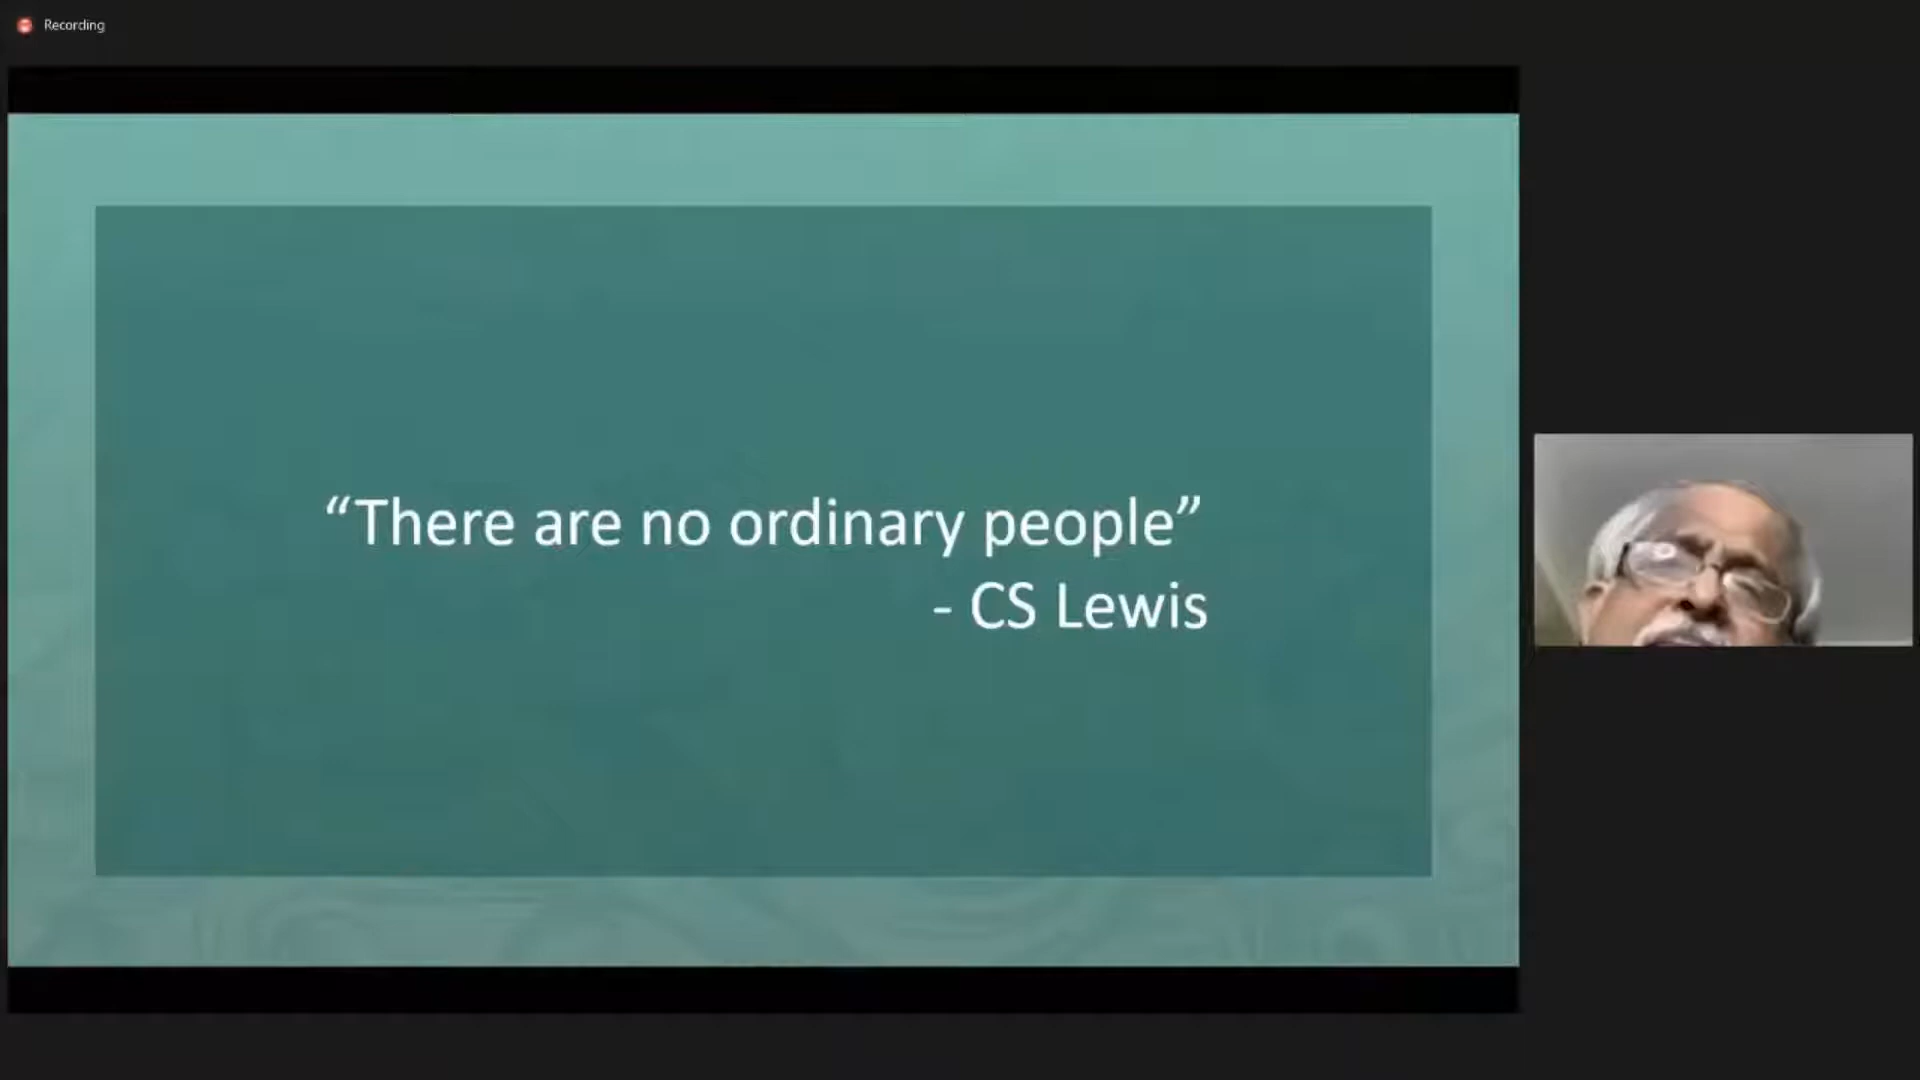 Recording
“There are no ordinary people”
- CS Lewis